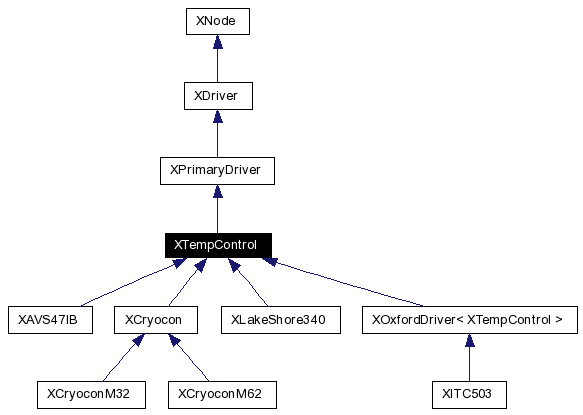 XNode
XDriver
XPrimaryDriver
XTempControl
XAVS47IB
XCryocon
XLakeShore340
XOxfordDriver< XTempControl >
XCryoconM32
XCryoconM62
XITC503